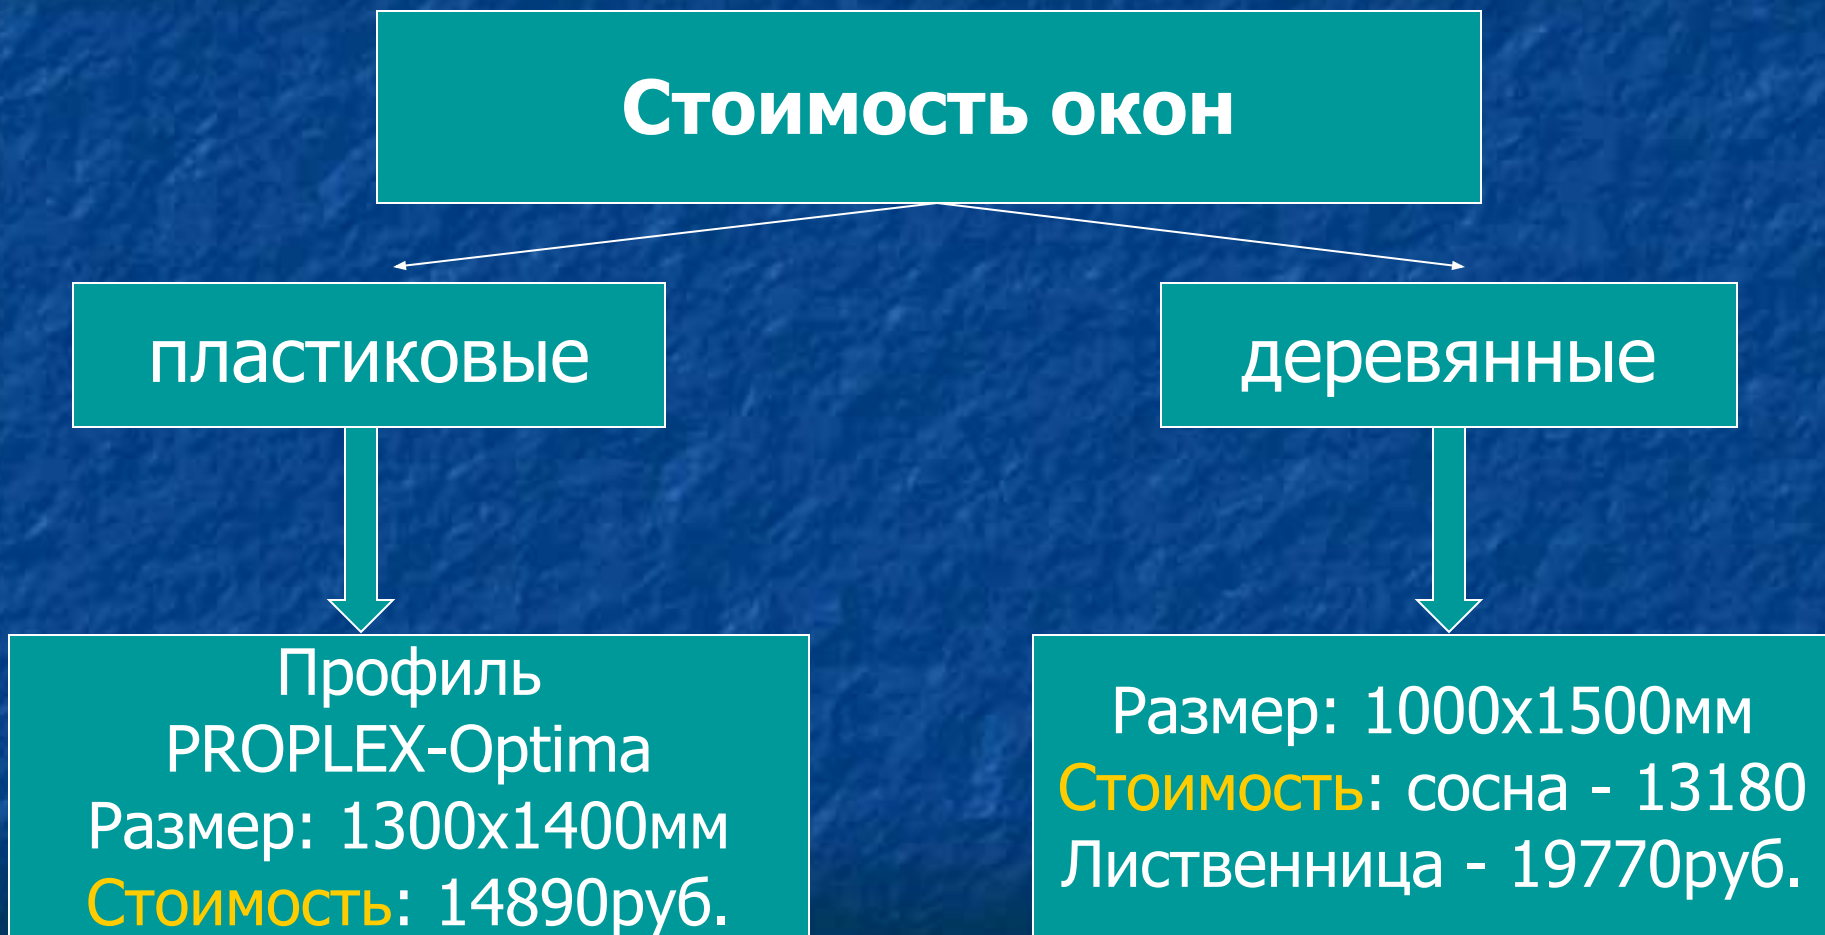 Стоимость окон
пластиковые
деревянные
Профиль
PROPLEX-Optima
Размер: 1300х1400мм
Стоимость: 14890руб.
Размер: 1000х1500мм
Стоимость: сосна - 13180
Лиственница - 19770руб.